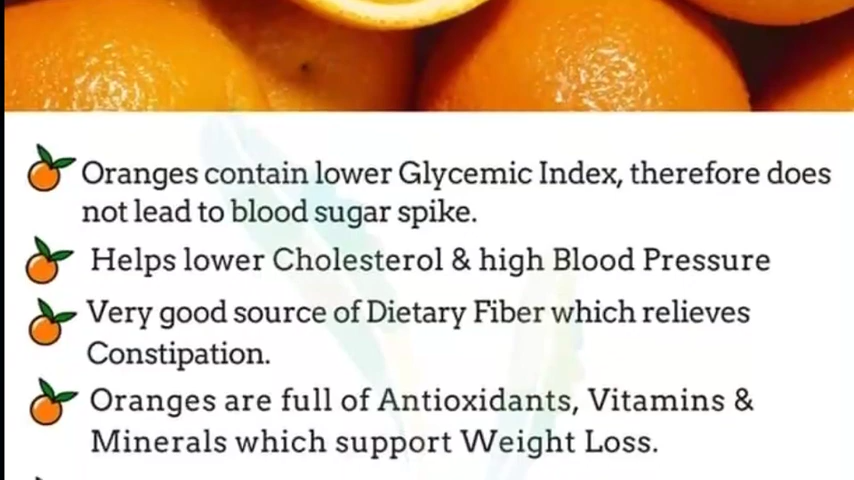 Oranges contain lower Glycemic Index, therefore does
not lead to blood sugar spike.
Helps lower Cholesterol & high Blood Pressure
Very good source of Dietary Fiber which relieves
Constipation.
Oranges are full of Antioxidants, Vitamins &
Minerals which support Weight Loss.